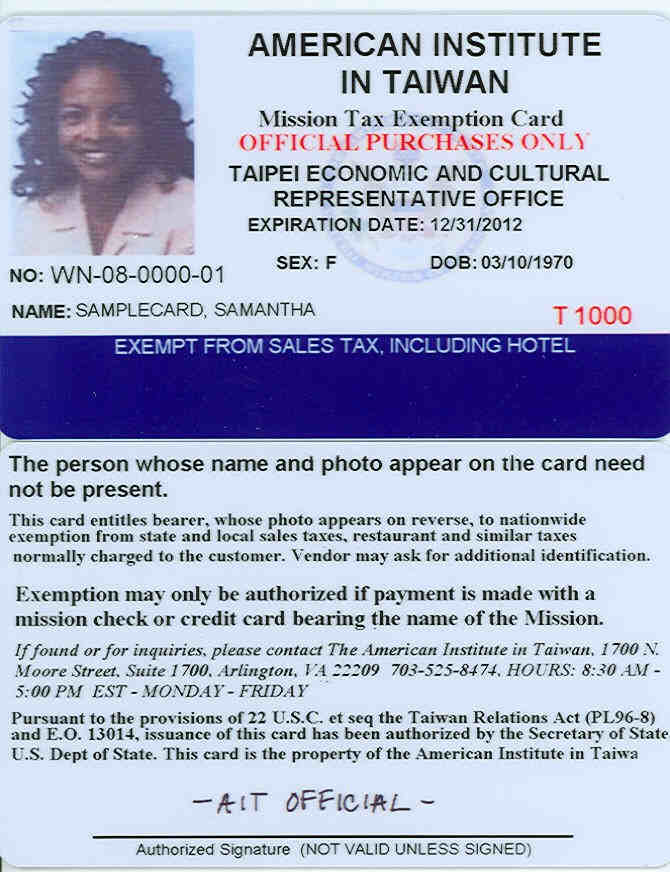 AMERICAN INSTITUTE
IN TAIWAN
Mission Tax Exemption Card
OFFICIAL PURCHASES ONLY
TAIPEI ECONOMIC AND CULTURAL
REPRESENTATIVE OFFICE
EXPIRATION DATE: 12/31/2012
SEX: F DOB: 03/10/1970
NO: WN-08-0000-01
NAME: SAMPLECARD, SAMANTHA
T 1000
EXEMPT FROM SALES TAX, INCLUDING HOTEL
The person whose name and photo appear on the card need
not be present.
This card entitles bearer, whose photo appears on reverse, to nationwide
exemption from state and local sales taxes, restaurant and similar taxes
normally charged to the customer. Vendor may ask for additional identification.
Exemption may only be authorized if payment is made with a
mission check or credit card bearing the name of the Mission.
If found or for inquiries, please contact The American Institute in Taiwan, 1700 N.
Moore Street, Suite 1700, Arlington, VA 22209 703-525-8474, HOURS: 8:30 AM -
5:00 PM EST - MONDAY - FRIDAY
Pursuant to the provisions of 22 U.S.C. et seq the Taiwan Relations Act (PL96-8)
and E.O. 13014, issuance of this card has been authorized by the Secretary of State
U.S. Dept of State. This card is the property of the American Institute in Taiwa
- AIT OFFICIAL -
Authorized Signature (NOT VALID UNLESS SIGNED)